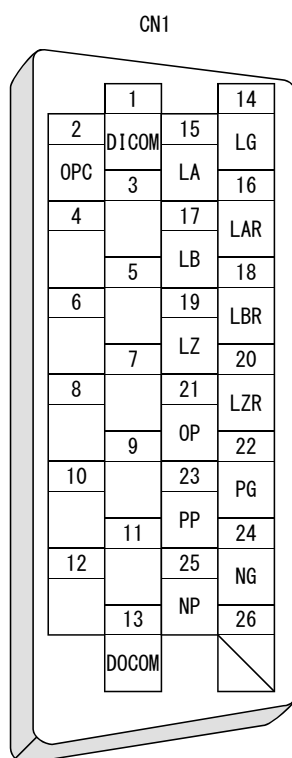 CN1
1 14
2 DICOM 15 LG
OPC 3 LA 16
4 17 LAR
5 LB 18
6 19 LBR
7 LZ 20
8 21 LZR
9 OP 22
10 23 PG
11 PP 24
12 25 NG
13 NP 26
DOCOM